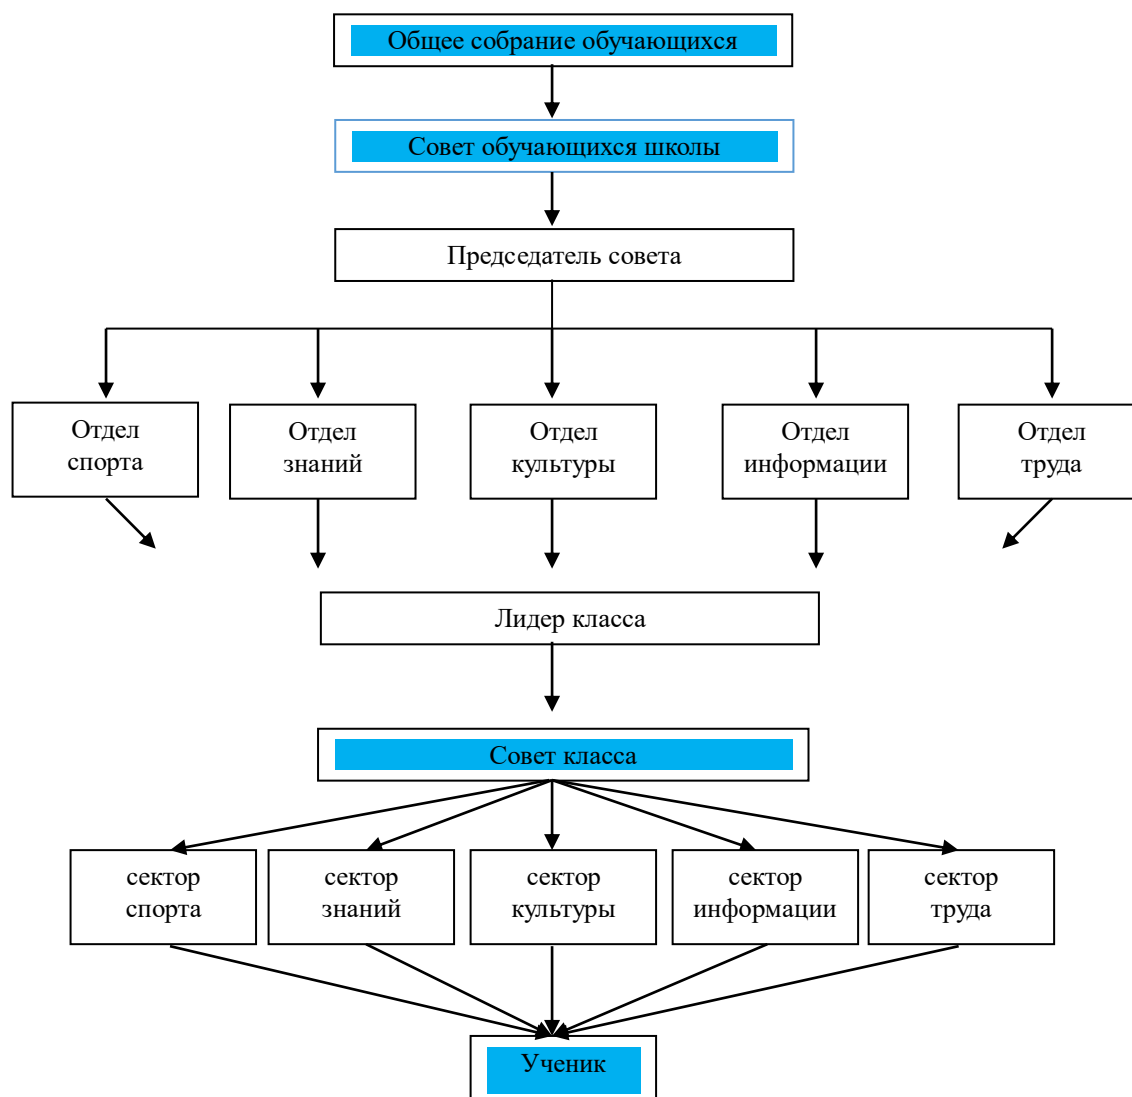 Общее собрание обучающихся
Совет обучающихся школы
Председатель совета
Отдел
спорта
Отдел
знаний
Отдел
культуры
Отдел
информации
Отдел
труда
Лидер класса
Совет класса
сектор
спорта
сектор
знаний
сектор
культуры
сектор
информации
сектор
труда
Ученик